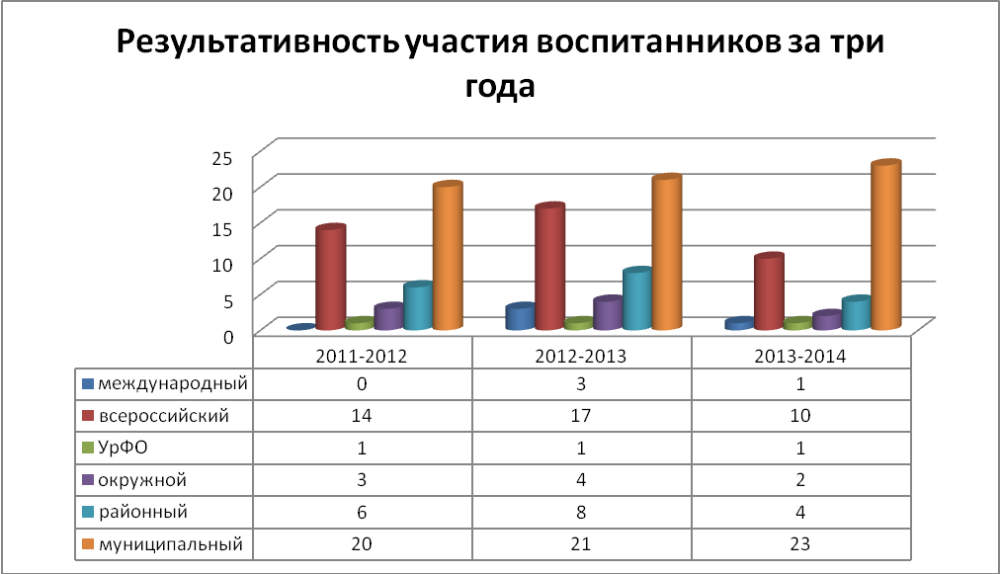 Результативность участия воспитанников за три
года
25
20
15
10
5
0
2011-2012 2012-2013 2013-2014
международный 0 3 1
всероссийский 14 17 10
УрФО 1 1 1
окружной 3 4 2
районный 6 8 4
муниципальный 20 21 23